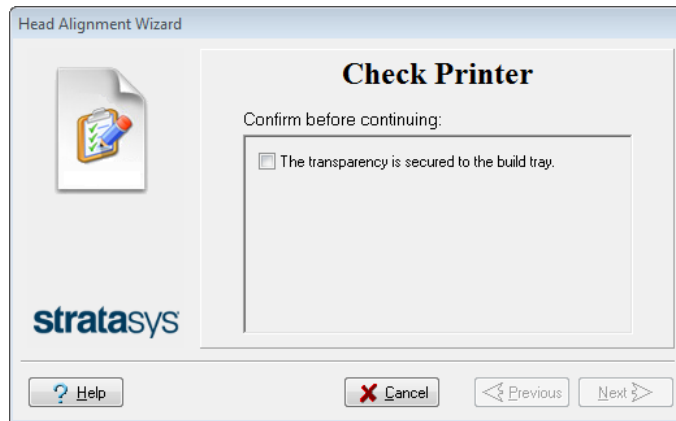 Head Alignment Wizard
Check Printer
Confirm before continuing:
The transparency is secured to the build tray.
stratasys
? Help
Cancel
Previous
Next